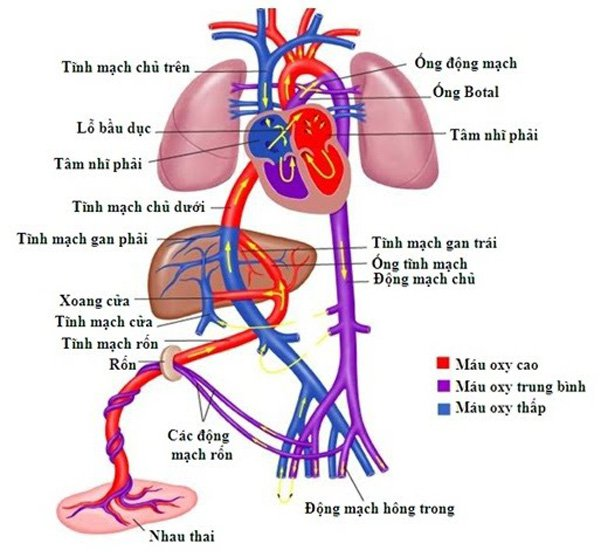 Tĩnh mạch chủ trên
Ống động mạch
Ống Botal
Lổ bầu dục
Tâm nhĩ phải
Tâm nhĩ phải
Tĩnh mạch chủ dưới
Tĩnh mạch gan phải
Tĩnh mạch gan trái
Ống tĩnh mạch
Động mạch chủ
Xoang cửa
Tĩnh mạch cửa
Tĩnh mạch rốn
Rốn
Máu oxy cao
Máu oxy trung bình
Máu oxy thấp
Các động
mạch rốn
Động mạch hông trong
Nhau thai